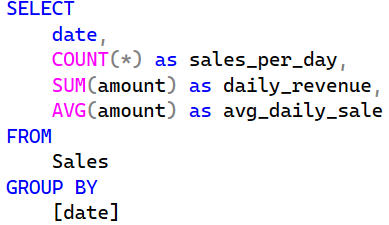 SELECT
    date,
    COUNT(*) as sales_per_day,
    SUM(amount) as daily_revenue,
    AVG(amount) as avg_daily_sale
FROM
    Sales
GROUP BY
    [date]